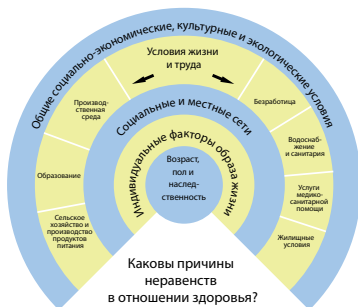 Общие социально-экономические, культурные и экологические условия
Условия жизни
и труда
Производ-
ственная
среда
Безработица
Социальные и местные сети
Водоснаб-
жение
и санитария
Индивидуальные факторы образа жизни
Образование
Возраст,
пол и
наслед-
ственность
Услуги
медико-
санитарной
помощи
Сельское
хозяйство и
производство
продуктов
питания
Жилищные
условия
Каковы причины
неравенств
в отношении здоровья?